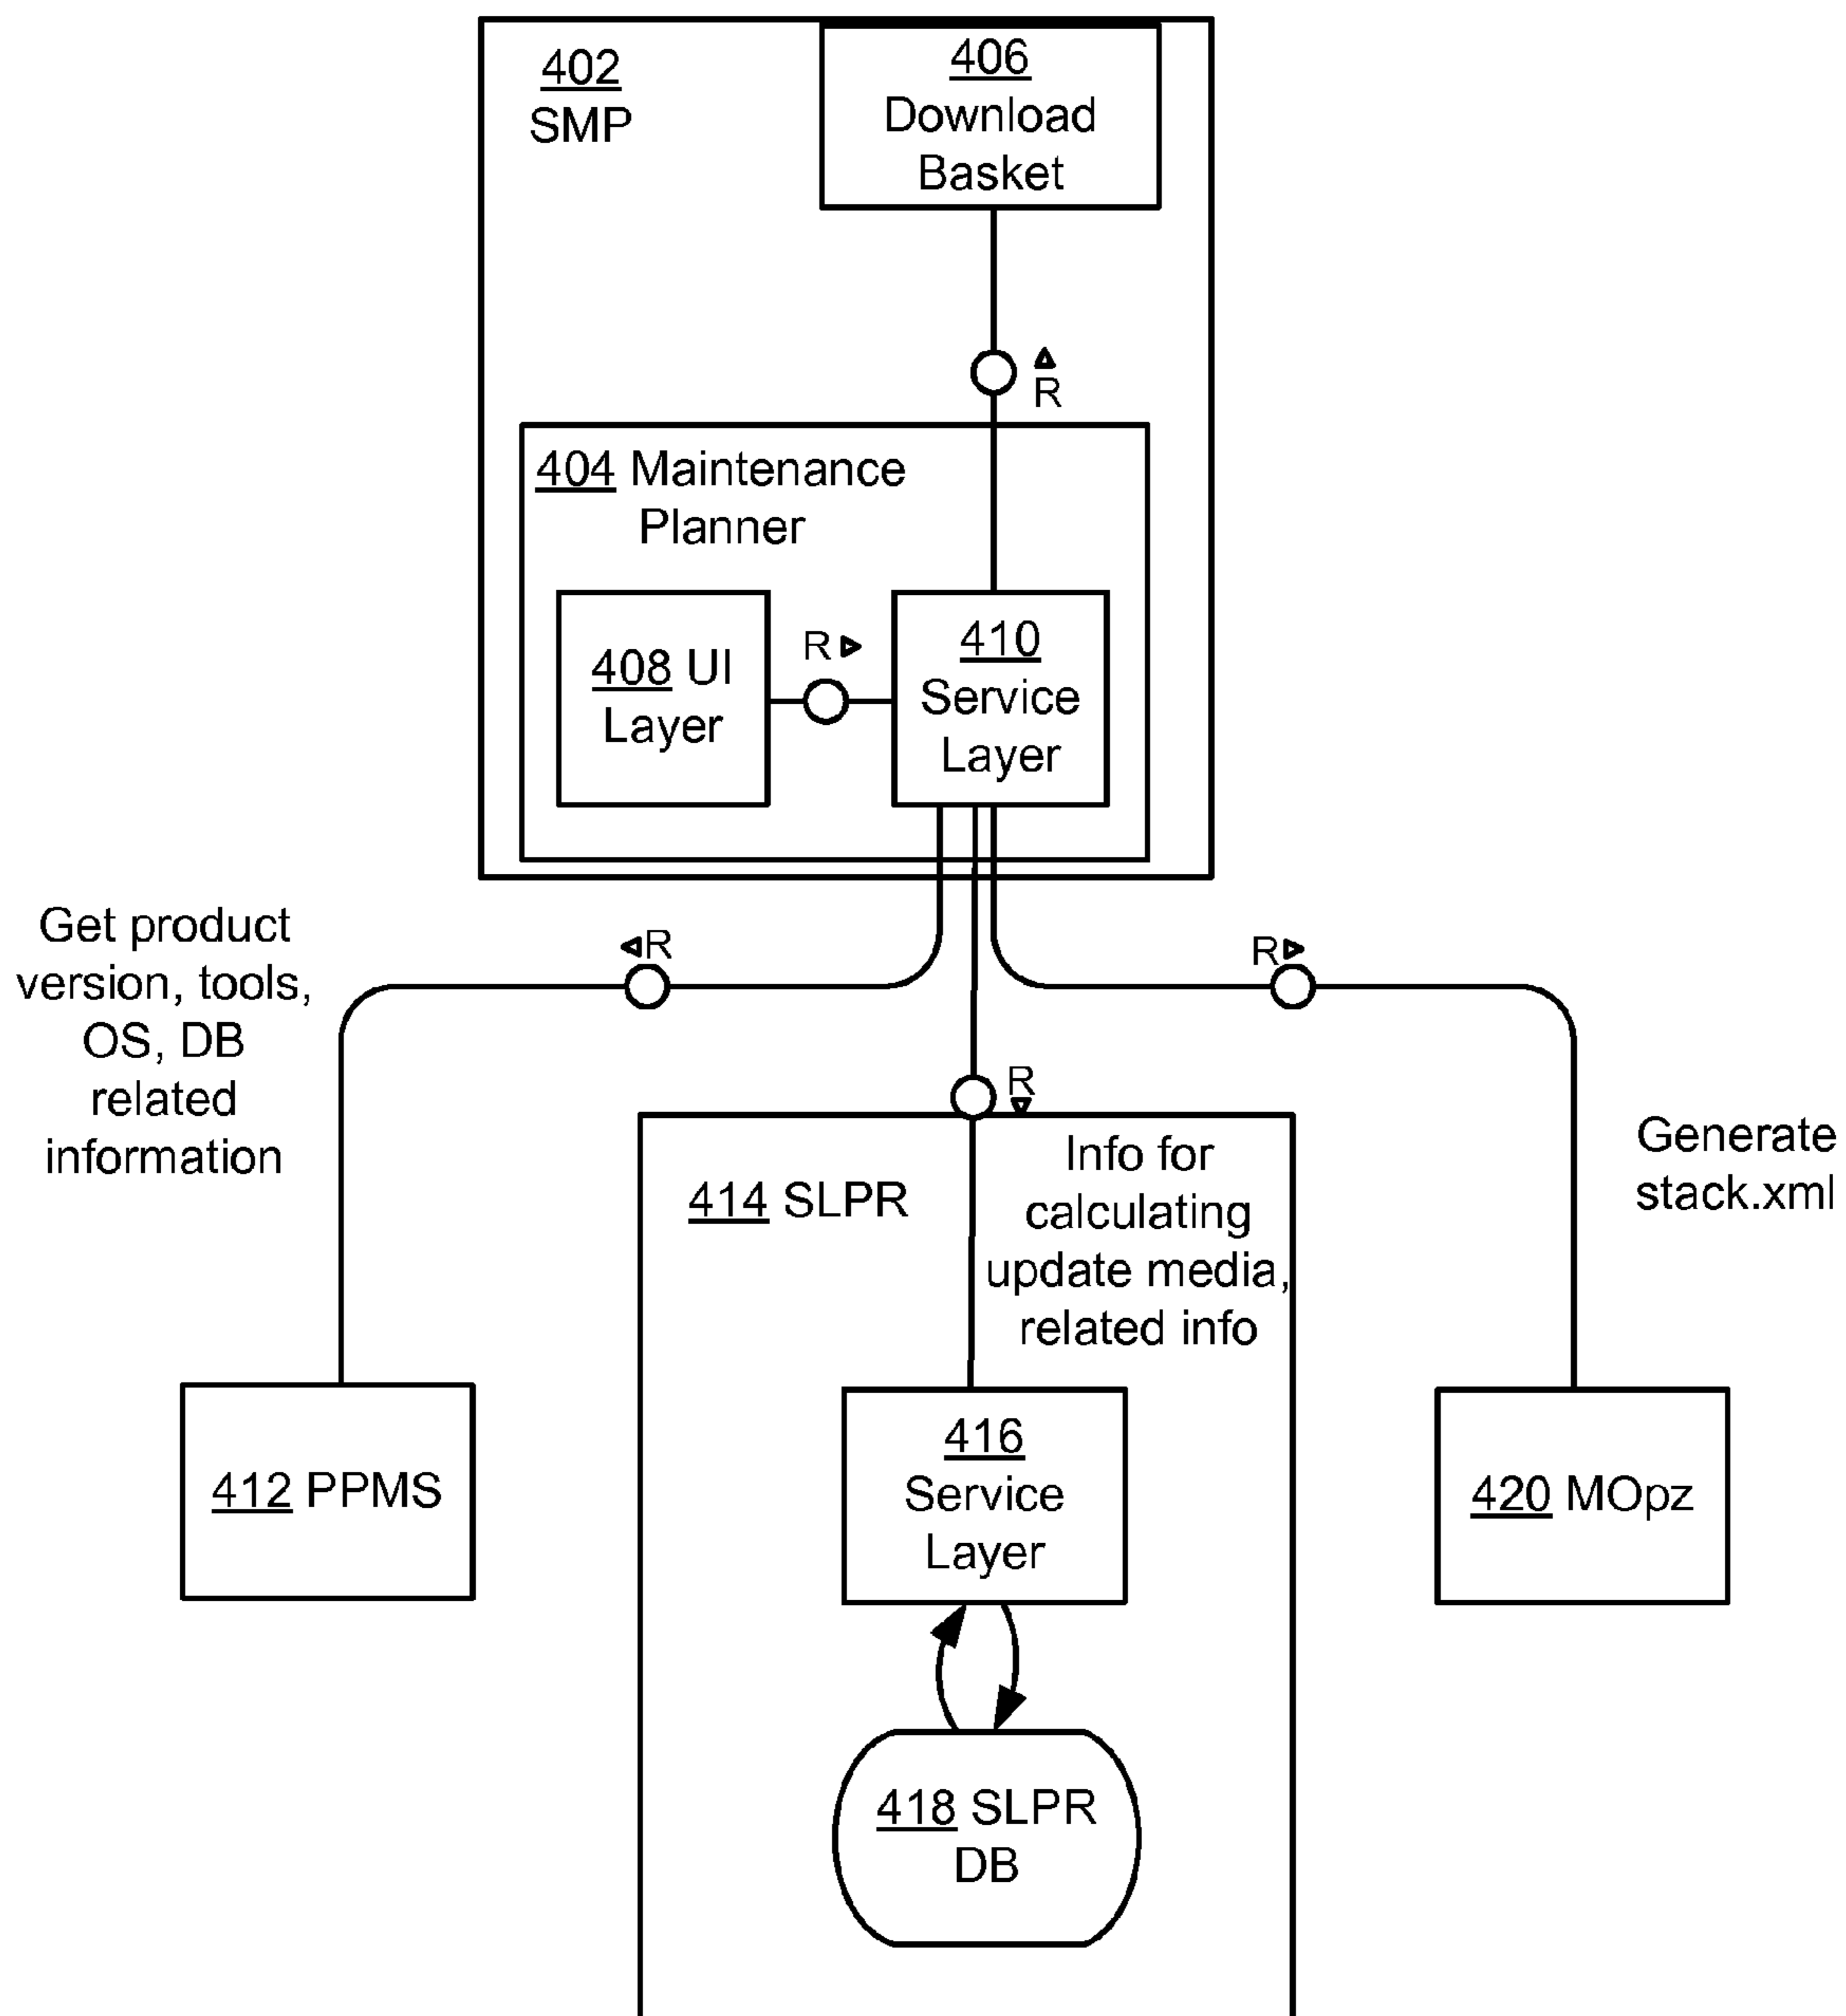 402
SMP
406
Download
Basket
R
404 Maintenance
Planner
408 UI
Layer
R
410
Service
Layer
Get product
version, tools,
OS, DB
related
information
R
R
R
Generate
stack.xml
414 SLPR
Info for
calculating
update media,
related info
412 PPMS
416
Service
Layer
420 MOpz
418 SLPR
DB